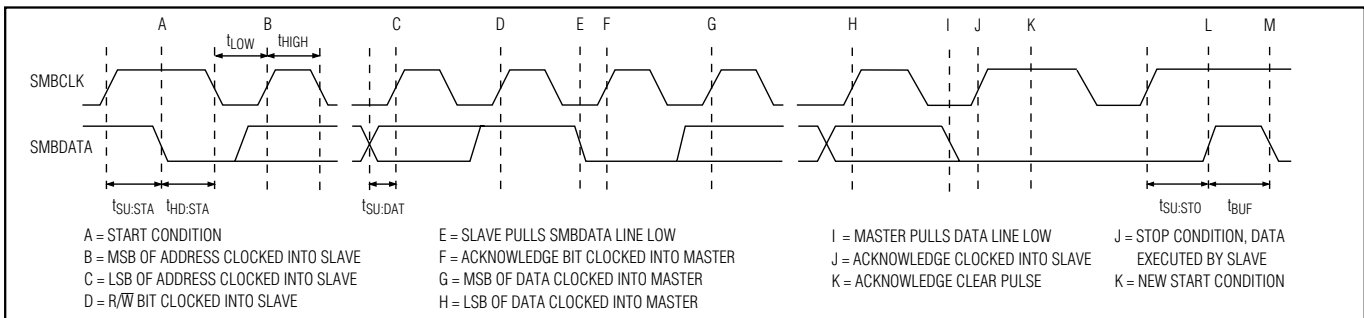 A B C D E F G H I J K L M
tLOW tHIGH
SMBCLK
SMBDATA
tSU:STA tHD:STA tSU:DAT tSU:STO tBUF
A = START CONDITION
B = MSB OF ADDRESS CLOCKED INTO SLAVE
C = LSB OF ADDRESS CLOCKED INTO SLAVE
D = R/W̅ BIT CLOCKED INTO SLAVE
E = SLAVE PULLS SMBDATA LINE LOW
F = ACKNOWLEDGE BIT CLOCKED INTO MASTER
G = MSB OF DATA CLOCKED INTO MASTER
H = LSB OF DATA CLOCKED INTO MASTER
I = MASTER PULLS DATA LINE LOW
J = ACKNOWLEDGE CLOCKED INTO SLAVE
K = ACKNOWLEDGE CLEAR PULSE
J = STOP CONDITION, DATA
EXECUTED BY SLAVE
K = NEW START CONDITION